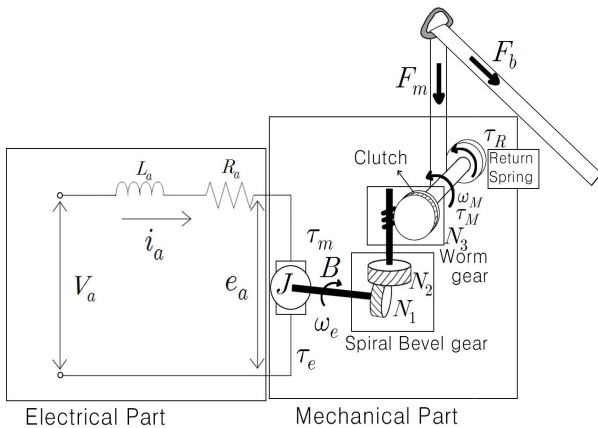 F_b
F_m
τ_R
Return
Spring
Clutch
ω_M
τ_M
L_a
R_a
N_3
Worm
gear
i_a
τ_m
B
N_2
V_a
e_a
J
N_1
ω_e
Spiral Bevel gear
τ_e
Electrical Part
Mechanical Part